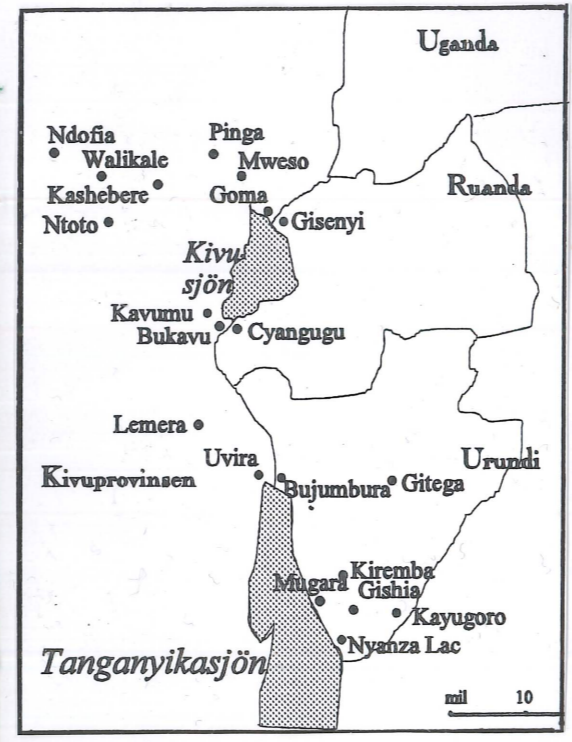 Uganda
Ndofia
Pinga
Walikale
Mweso
Kashebere
Goma
Ruanda
Ntoto
Gisenyi
Kivu
sjön
Kavumu
Bukavu
Cyangugu
Lemera
Uvira
Urundi
Kivuprovinsen
Bujumbura
Gitega
Kiremba
Mugara
Gishia
Kayugoro
Nyanza Lac
Tanganyikasjön
mil 10